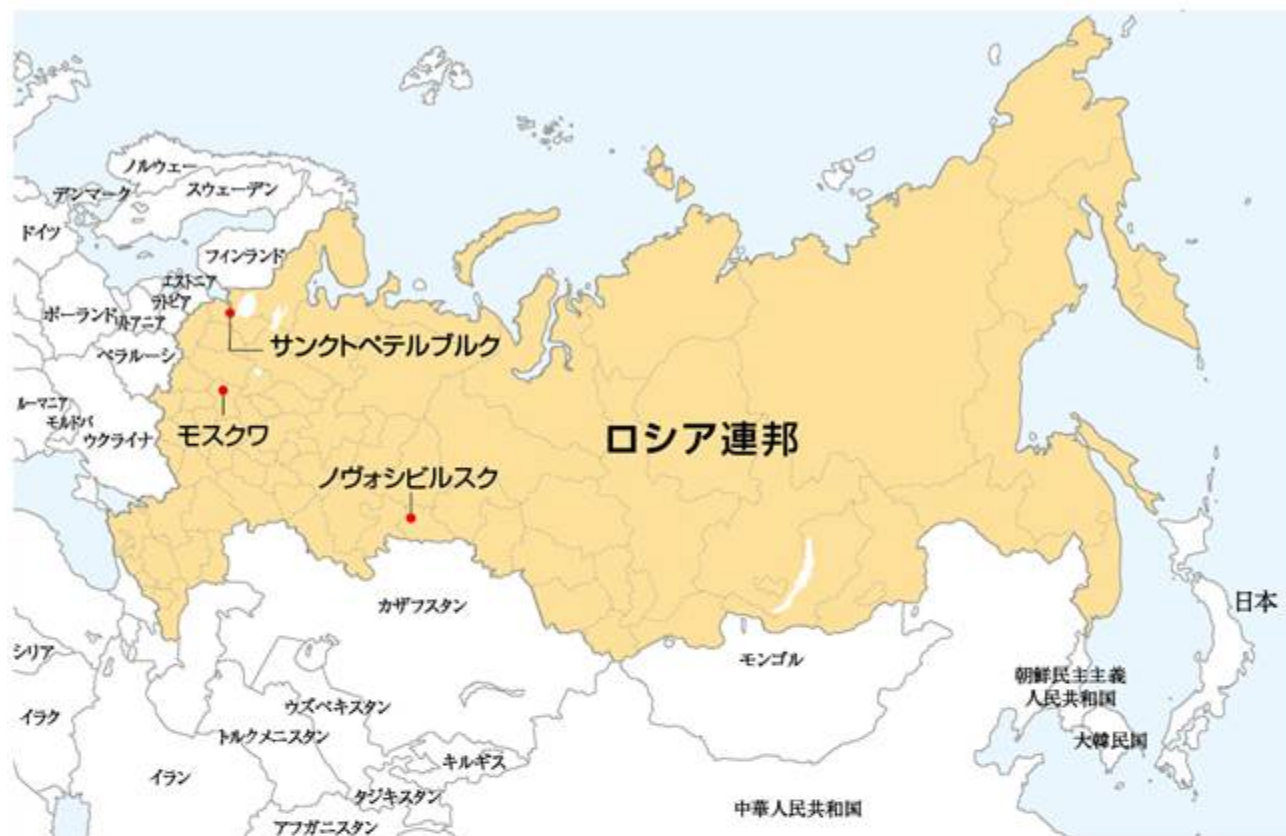 ノルウェー
スウェーデン
デンマーク
ドイツ
フィンランド
エストニア
ラトビア
リトアニア
ポーランド
ベラルーシ
サンクトペテルブルク
ルーマニア
モルドバ
ウクライナ
モスクワ
ロシア連邦
ノヴォシビルスク
カザフスタン
日本
シリア
モンゴル
朝鮮民主主義
人民共和国
イラク
ウズベキスタン
トルクメニスタン
大韓民国
イラン
キルギス
タジキスタン
中華人民共和国
アフガニスタン